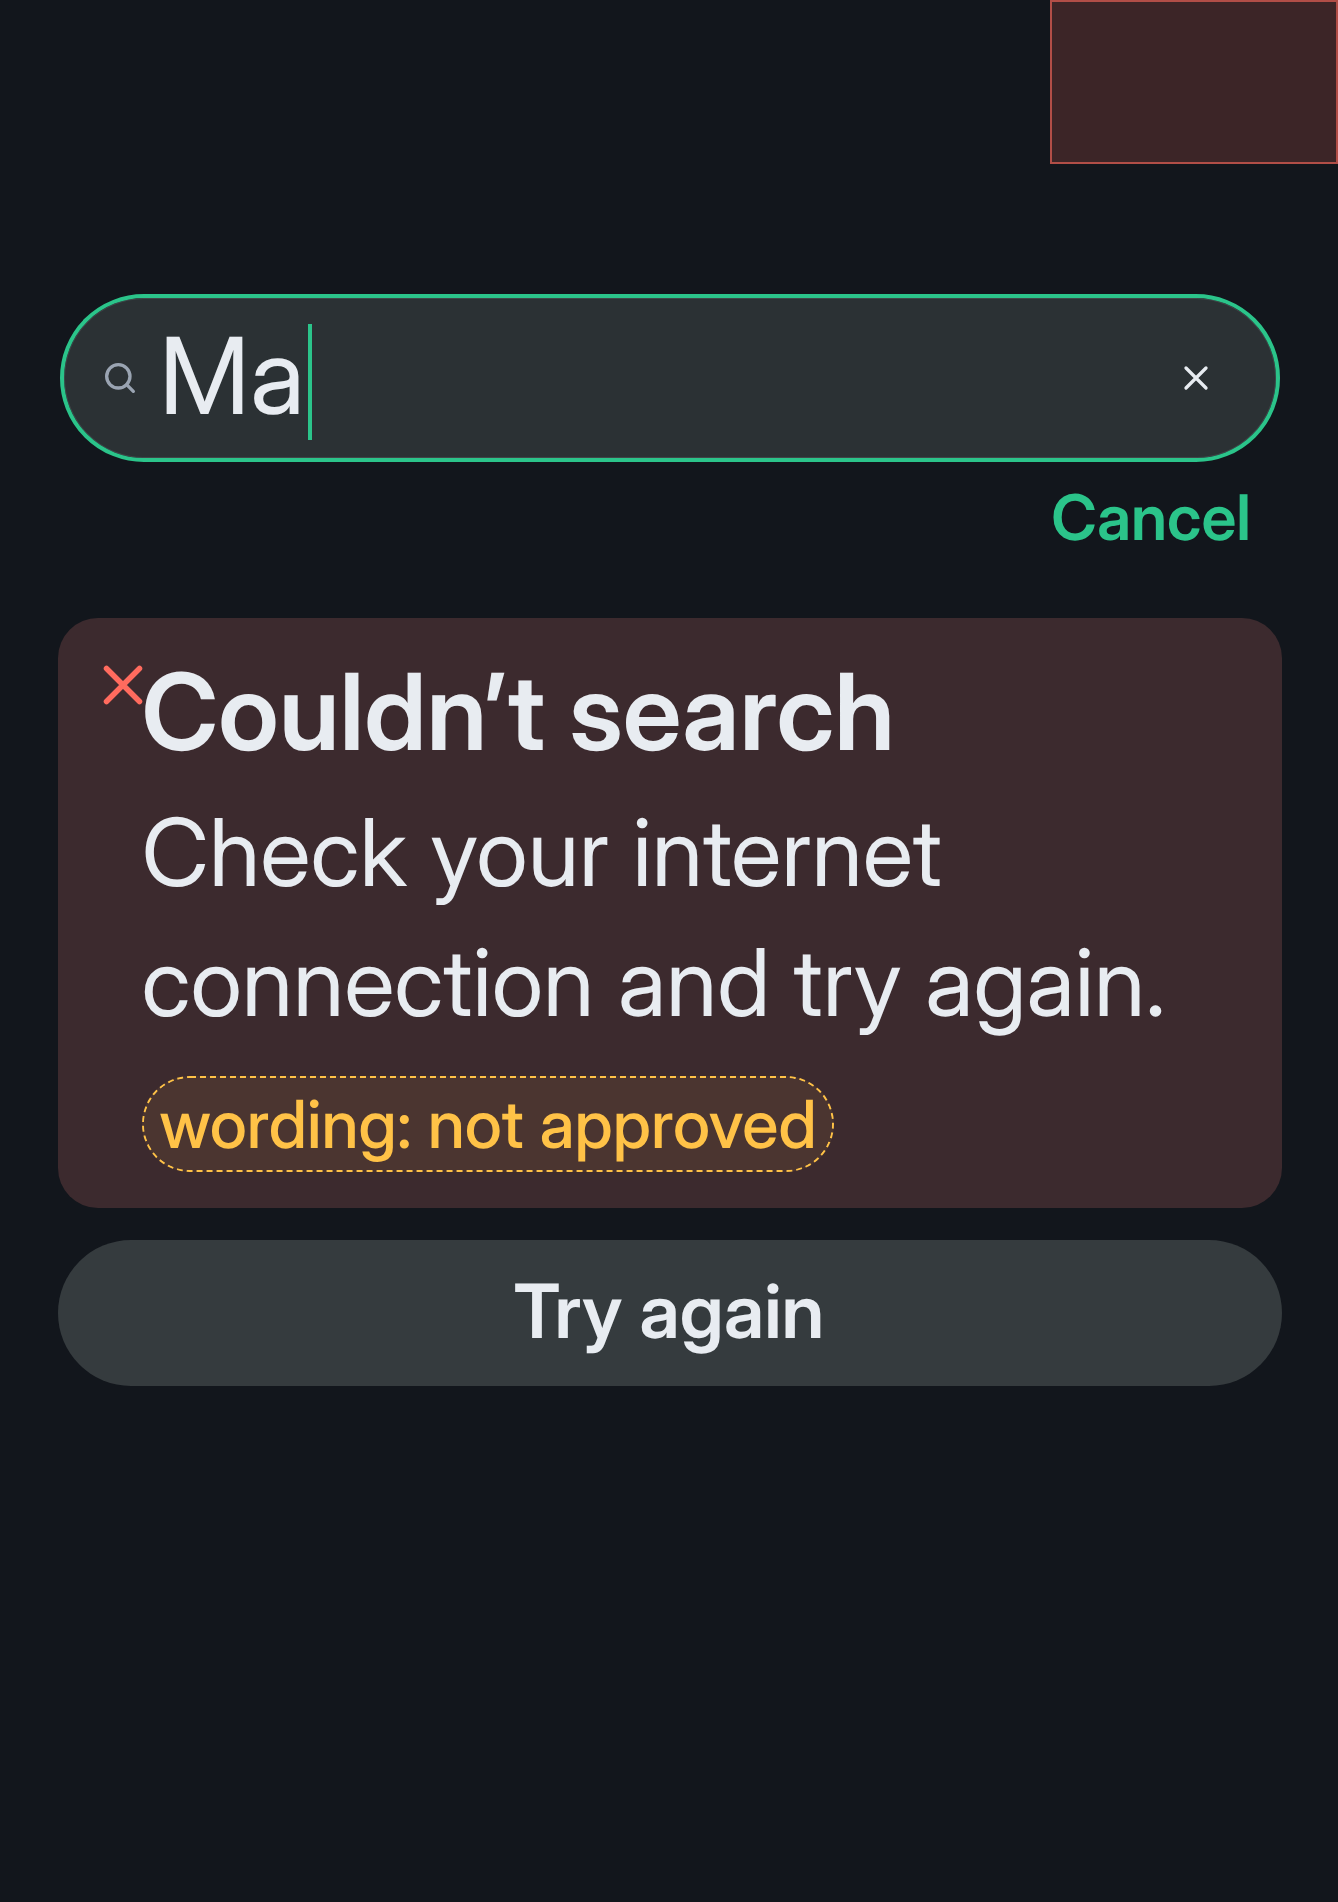 Ma
Cancel
Couldn’t search
Check your internet
connection and try again.
wording: not approved
Try again